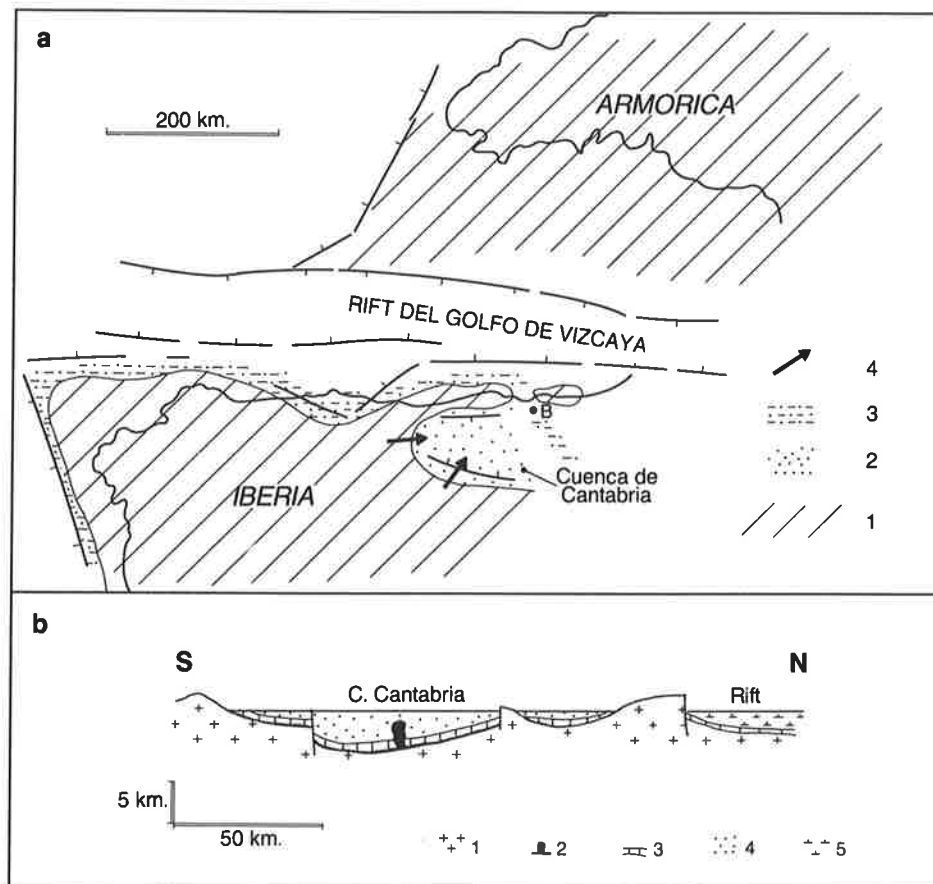 a
ARMORICA
200 km.
RIFT DEL GOLFO DE VIZCAYA
4
3
B
2
Cuenca de
Cantabria
IBERIA
1
b
S
N
C. Cantabria
Rift
5 km.
50 km.
1
2
3
4
5